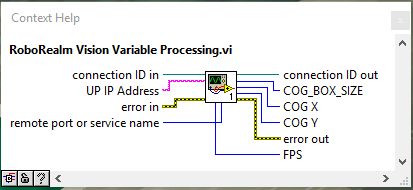 Context Help
RoboRealm Vision Variable Processing.vi
connection ID in
connection ID out
UP IP Address
COG_BOX_SIZE
COG X
error in
COG Y
remote port or service name
error out
FPS
1
?